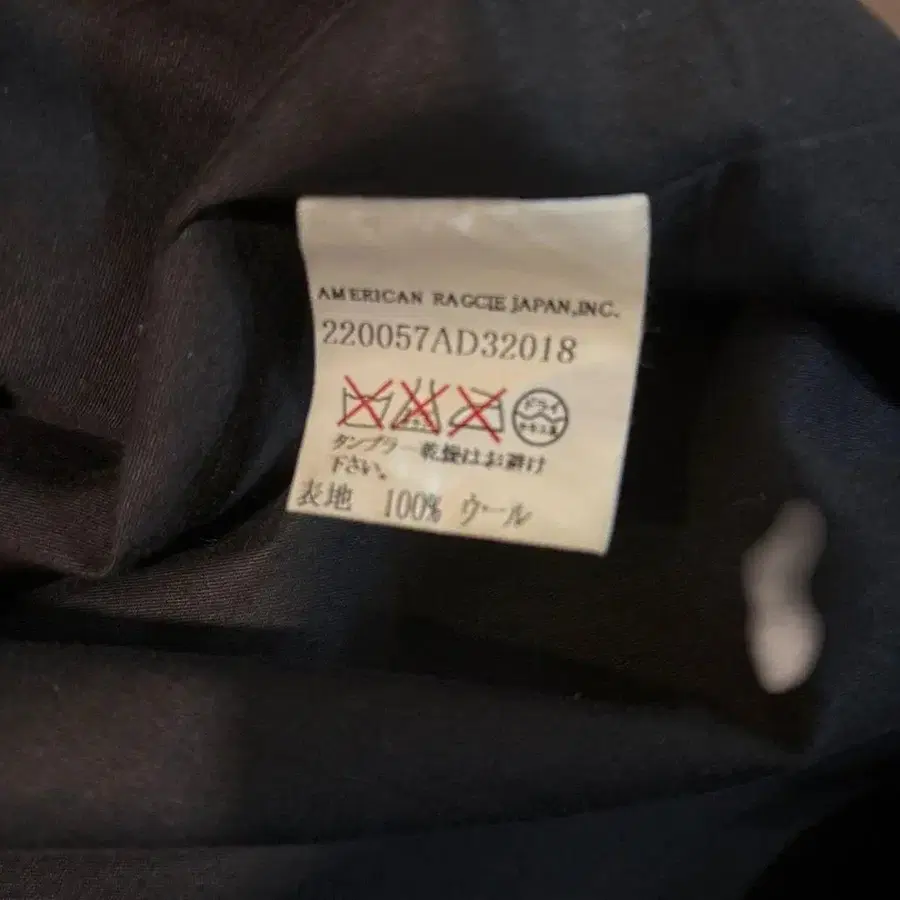 AMERICAN RAGCIE JAPAN,INC.
220057AD32018
ドライ
タンブラー乾燥はお避け
下さい。
表地 100% ウール